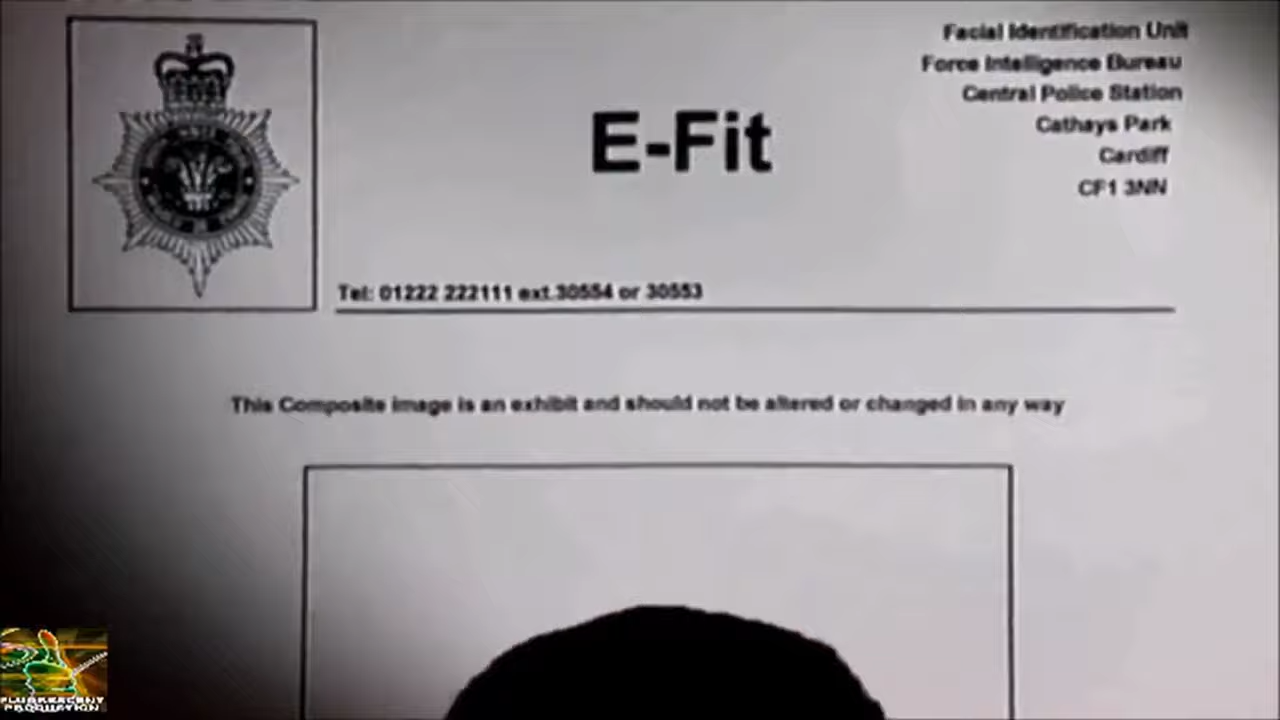 Facial Identification Unit
Force Intelligence Bureau
Central Police Station
Cathays Park
Cardiff
CF1 3NN
E-Fit
Tel: 01222 222111 ext.30554 or 30553
This Composite image is an exhibit and should not be altered or changed in any way
PRODUCTION